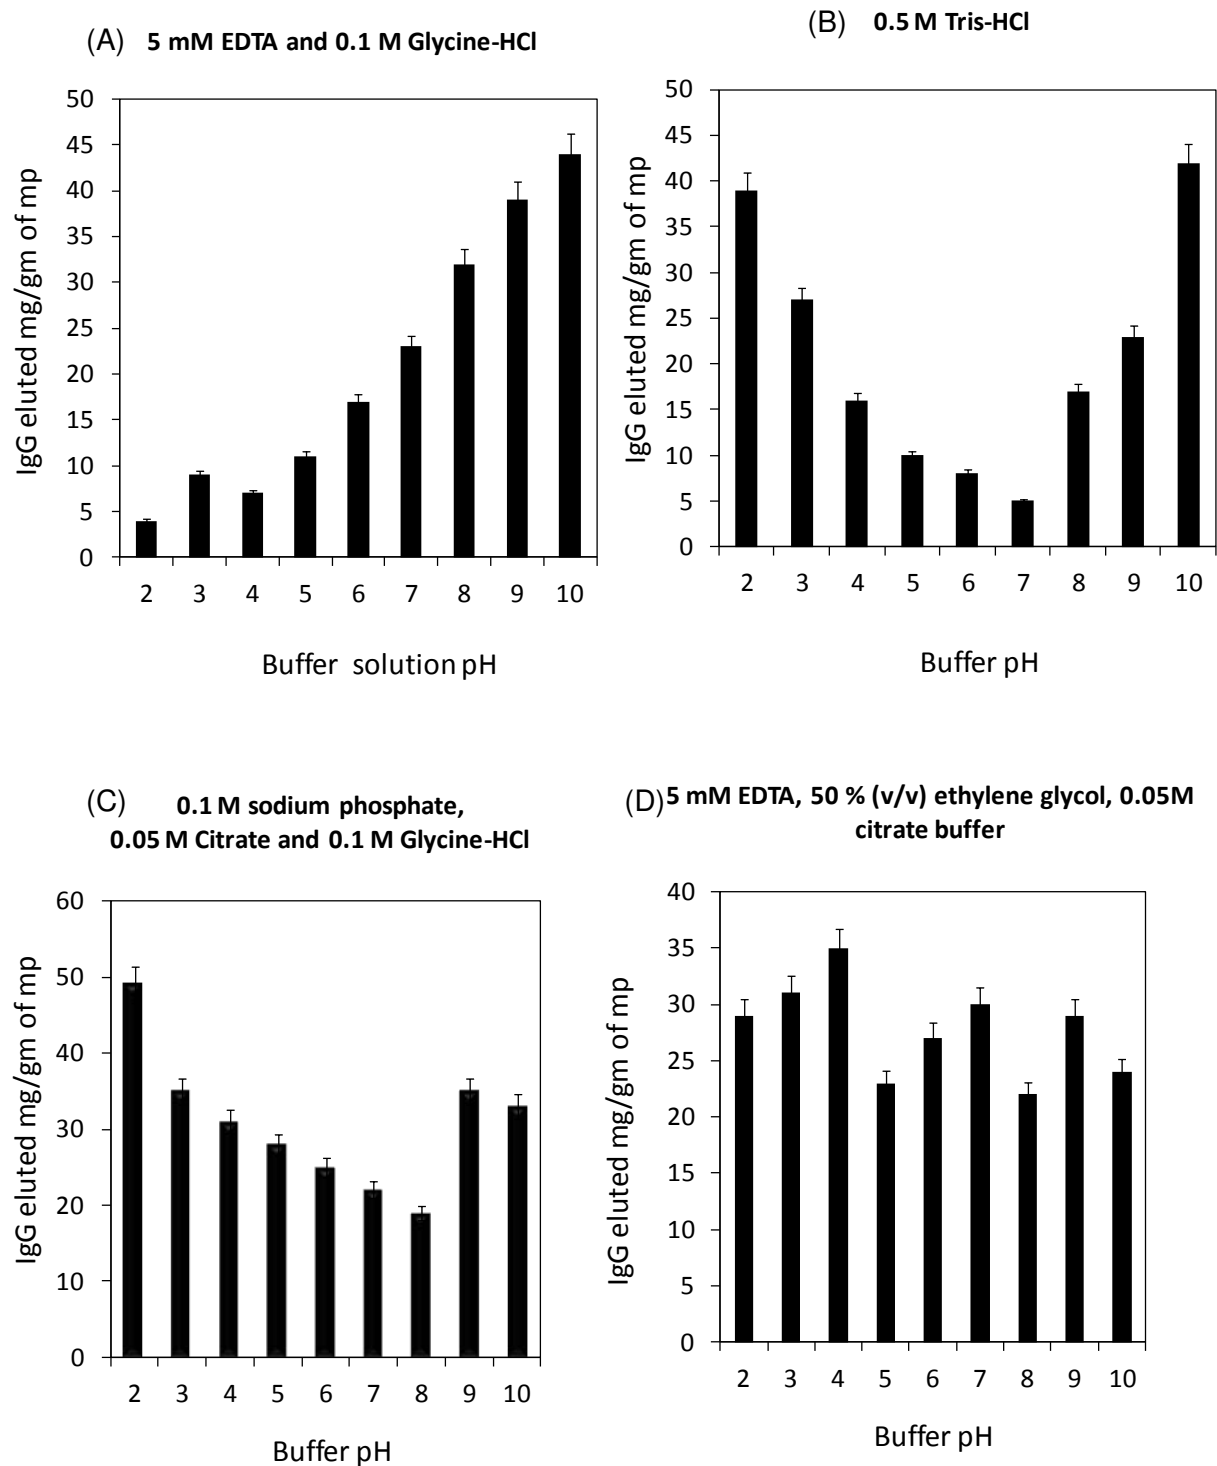 (A) 5 mM EDTA and 0.1 M Glycine-HCl
50
45
40
35
30
25
20
15
10
5
0
IgG eluted mg/gm of mp
2 3 4 5 6 7 8 9 10
Buffer solution pH
(B) 0.5 M Tris-HCl
50
45
40
35
30
25
20
15
10
5
0
IgG eluted mg/gm of mp
2 3 4 5 6 7 8 9 10
Buffer pH
(C) 0.1 M sodium phosphate,
0.05 M Citrate and 0.1 M Glycine-HCl
60
50
40
30
20
10
0
IgG eluted mg/gm of mp
2 3 4 5 6 7 8 9 10
Buffer pH
(D) 5 mM EDTA, 50 % (v/v) ethylene glycol, 0.05M
citrate buffer
40
35
30
25
20
15
10
5
0
IgG eluted mg/gm of mp
2 3 4 5 6 7 8 9 10
Buffer pH